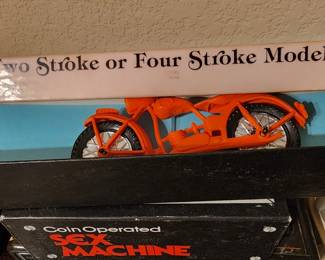 wo Stroke or Four Stroke Model
Coin Operated
SEX
MACHINE